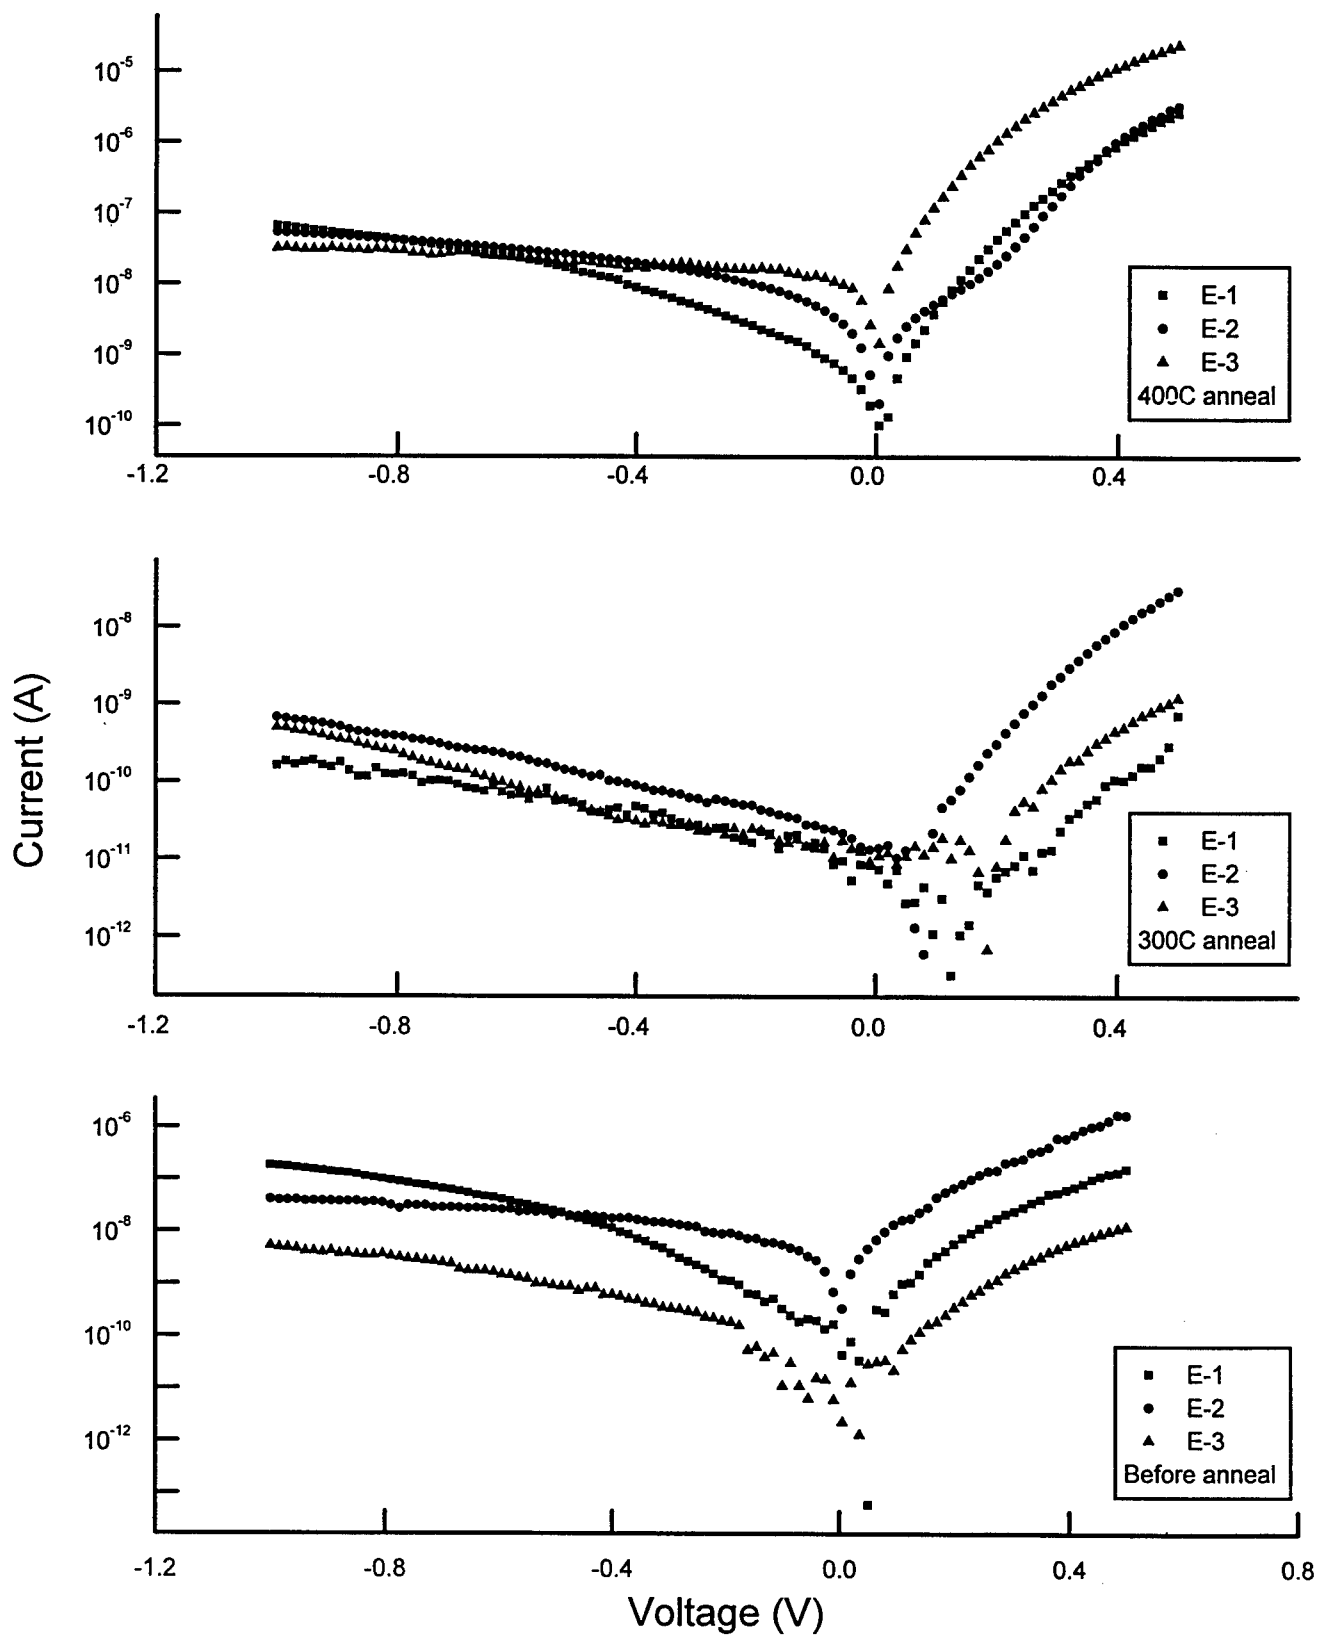 10-5
10-6
10-7
10-8
10-9
10-10
E-1
E-2
E-3
400C anneal
-1.2 -0.8 -0.4 0.0 0.4
Current (A)
10-8
10-9
10-10
10-11
10-12
E-1
E-2
E-3
300C anneal
-1.2 -0.8 -0.4 0.0 0.4
10-6
10-8
10-10
10-12
E-1
E-2
E-3
Before anneal
-1.2 -0.8 -0.4 0.0 0.4 0.8
Voltage (V)